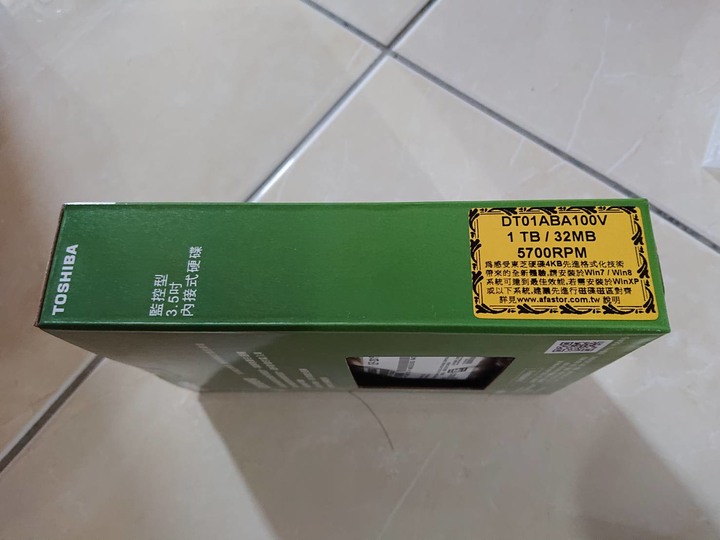 TOSHIBA
監控型
3.5吋
內接式硬碟
DT01ABA100V
1 TB / 32MB
5700RPM
為感受東芝硬碟4KB先進格式化技術
帶來的全新體驗,請安裝於Win7 / Win8
系統可達到最佳效能,若需安裝於WinXP
或以下系統,建議先進行磁碟磁區對齊
詳見 www.afastor.com.tw 說明